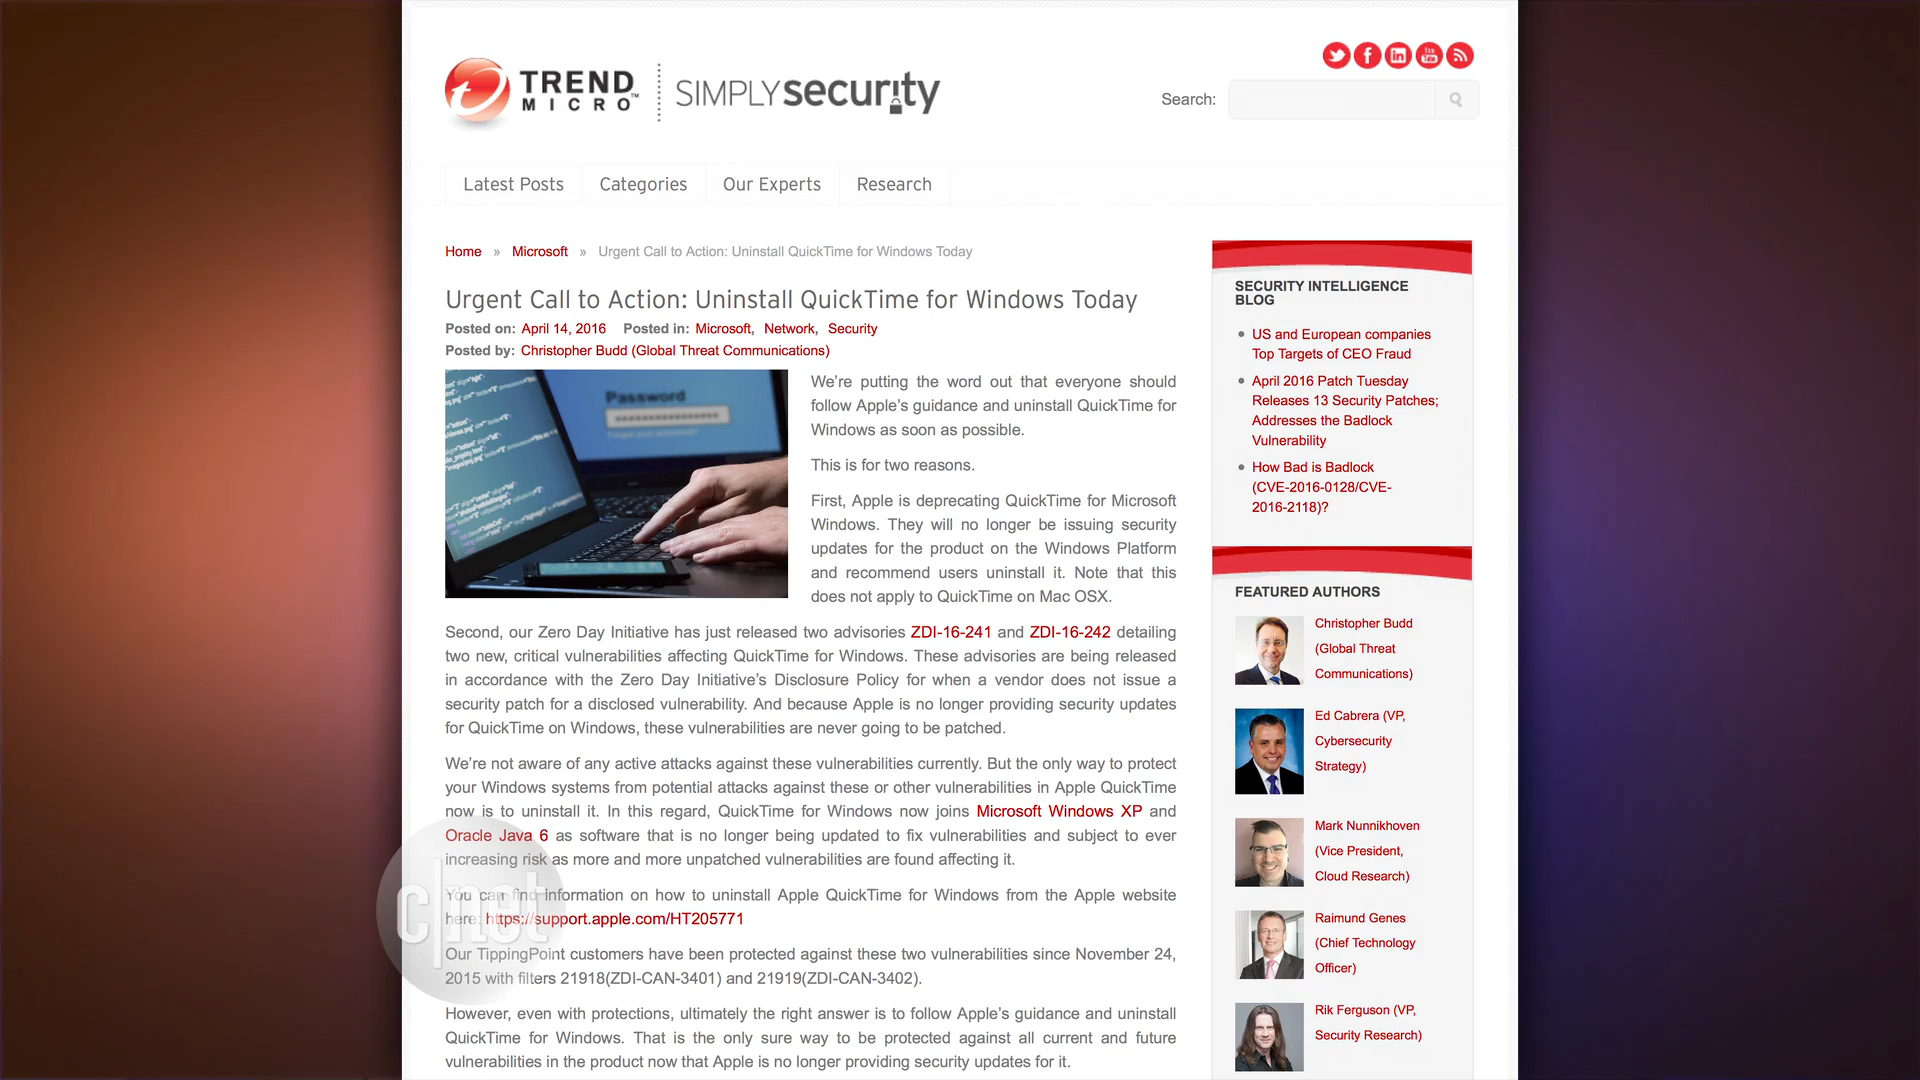 TREND MICRO™ SIMPLYsecurity
Search:
Latest Posts Categories Our Experts Research
Home » Microsoft » Urgent Call to Action: Uninstall QuickTime for Windows Today
Urgent Call to Action: Uninstall QuickTime for Windows Today
Posted on: April 14, 2016 Posted in: Microsoft, Network, Security
Posted by: Christopher Budd (Global Threat Communications)
Password
We’re putting the word out that everyone should
follow Apple’s guidance and uninstall QuickTime for
Windows as soon as possible.
This is for two reasons.
First, Apple is deprecating QuickTime for Microsoft
Windows. They will no longer be issuing security
updates for the product on the Windows Platform
and recommend users uninstall it. Note that this
does not apply to QuickTime on Mac OSX.
Second, our Zero Day Initiative has just released two advisories ZDI-16-241 and ZDI-16-242 detailing
two new, critical vulnerabilities affecting QuickTime for Windows. These advisories are being released
in accordance with the Zero Day Initiative’s Disclosure Policy for when a vendor does not issue a
security patch for a disclosed vulnerability. And because Apple is no longer providing security updates
for QuickTime on Windows, these vulnerabilities are never going to be patched.
We’re not aware of any active attacks against these vulnerabilities currently. But the only way to protect
your Windows systems from potential attacks against these or other vulnerabilities in Apple QuickTime
now is to uninstall it. In this regard, QuickTime for Windows now joins Microsoft Windows XP and
Oracle Java 6 as software that is no longer being updated to fix vulnerabilities and subject to ever
increasing risk as more and more unpatched vulnerabilities are found affecting it.
You can find information on how to uninstall Apple QuickTime for Windows from the Apple website
here: https://support.apple.com/HT205771
Our TippingPoint customers have been protected against these two vulnerabilities since November 24,
2015 with filters 21918(ZDI-CAN-3401) and 21919(ZDI-CAN-3402).
However, even with protections, ultimately the right answer is to follow Apple’s guidance and uninstall
QuickTime for Windows. That is the only sure way to be protected against all current and future
vulnerabilities in the product now that Apple is no longer providing security updates for it.
c|net
SECURITY INTELLIGENCE
BLOG
US and European companies
Top Targets of CEO Fraud
April 2016 Patch Tuesday
Releases 13 Security Patches;
Addresses the Badlock
Vulnerability
How Bad is Badlock
(CVE-2016-0128/CVE-
2016-2118)?
FEATURED AUTHORS
Christopher Budd
(Global Threat
Communications)
Ed Cabrera (VP,
Cybersecurity
Strategy)
Mark Nunnikhoven
(Vice President,
Cloud Research)
Raimund Genes
(Chief Technology
Officer)
Rik Ferguson (VP,
Security Research)